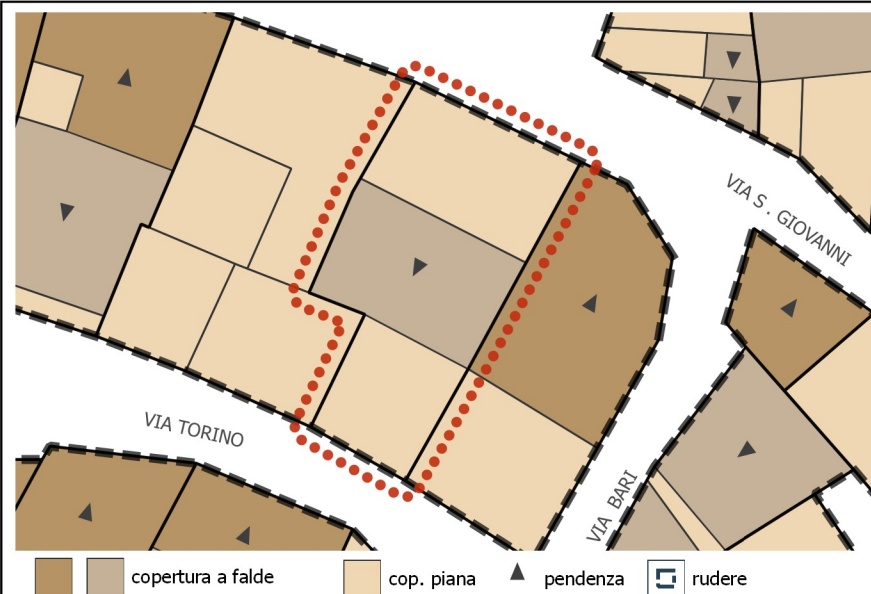 VIA S . GIOVANNI
VIA TORINO
VIA BARI
copertura a falde
cop. piana
pendenza
rudere